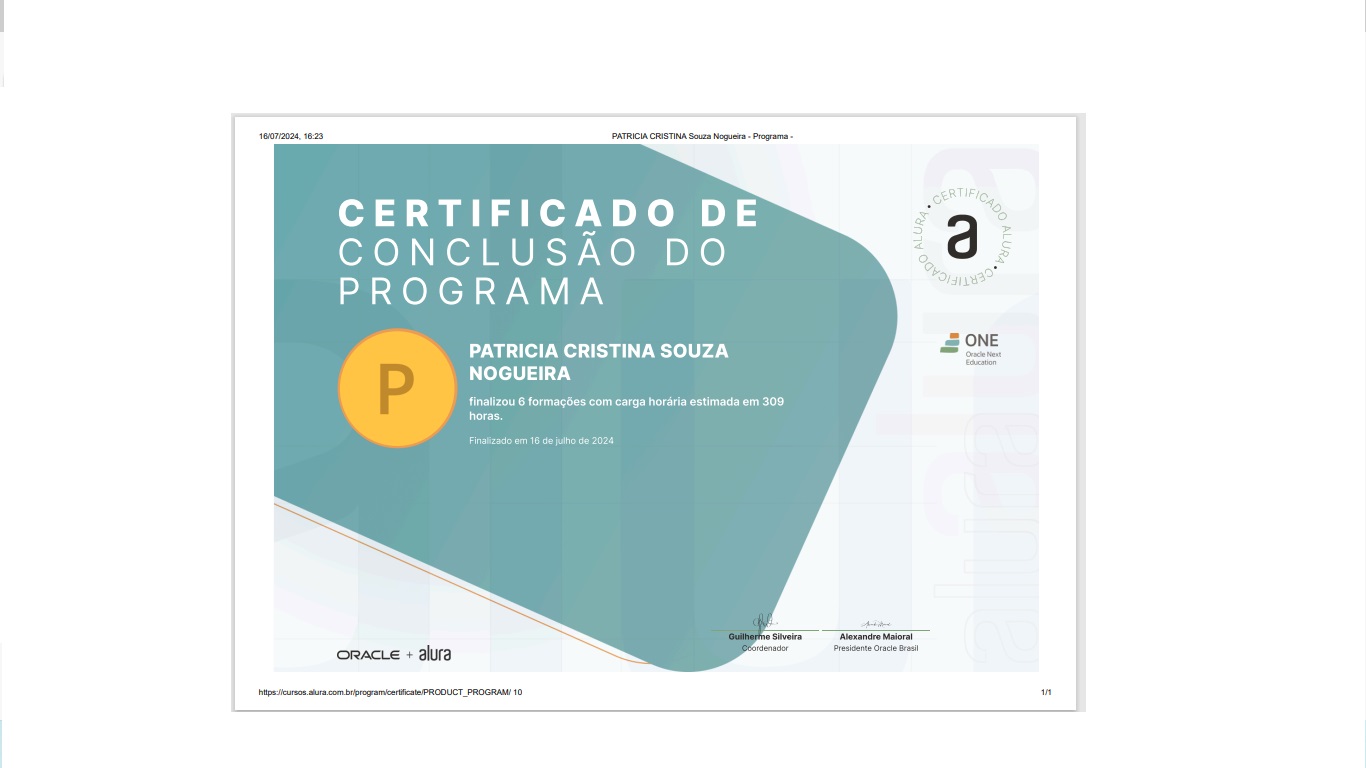 16/07/2024, 16:23
PATRICIA CRISTINA Souza Nogueira - Programa -
CERTIFICADO DE
CONCLUSÃO DO
PROGRAMA
P
PATRICIA CRISTINA SOUZA
NOGUEIRA
finalizou 6 formações com carga horária estimada em 309
horas.
Finalizado em 16 de julho de 2024
• CERTIFICADO ALURA • CERTIFICADO ALURA
a
ONE
Oracle Next
Education
alura
alura
Guilherme Silveira
Coordenador
Alexandre Maioral
Presidente Oracle Brasil
ORACLE + alura
https://cursos.alura.com.br/program/certificate/PRODUCT_PROGRAM/ 10
1/1